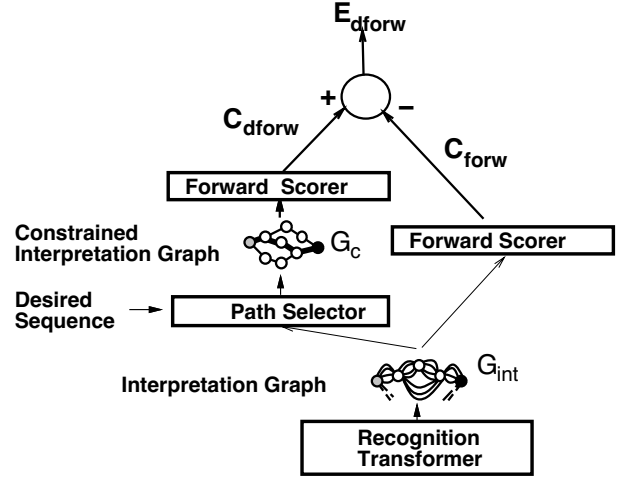 E_dforw
+
−
C_dforw
C_forw
Forward Scorer
Constrained
Interpretation Graph
G_c
Forward Scorer
Desired
Sequence
Path Selector
Interpretation Graph
G_int
Recognition
Transformer